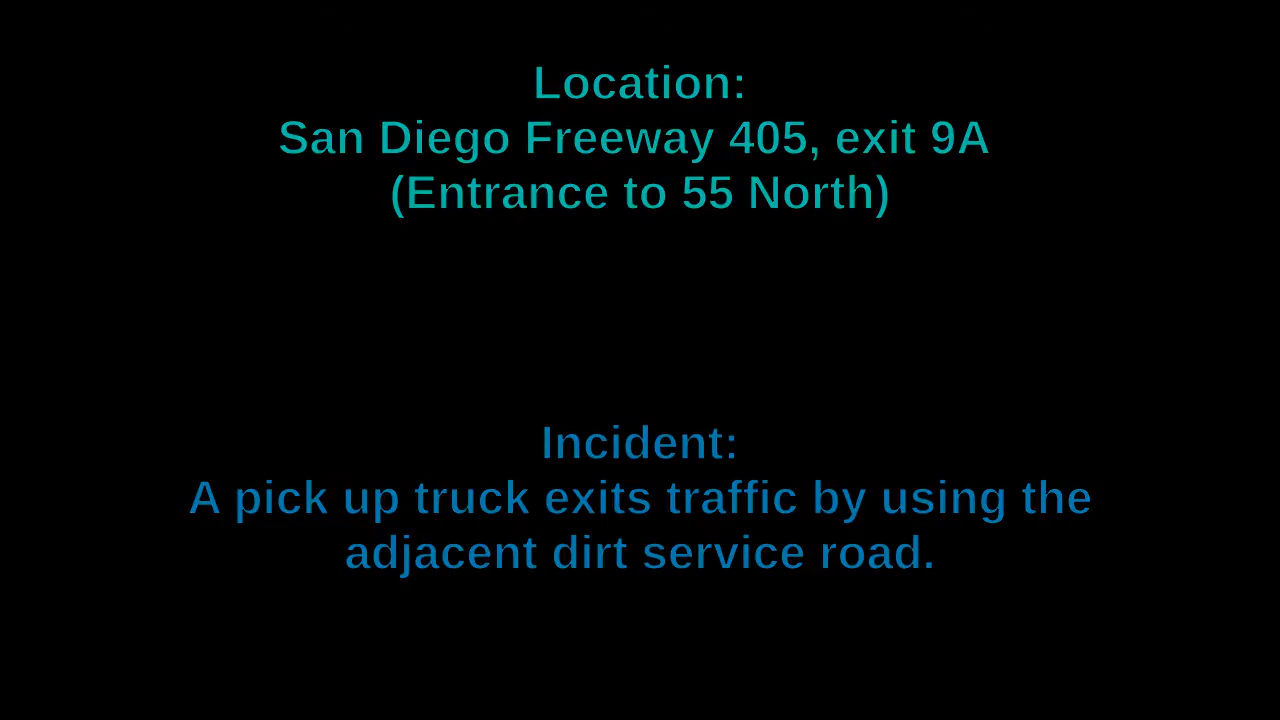 Location:
San Diego Freeway 405, exit 9A
(Entrance to 55 North)
Incident:
A pick up truck exits traffic by using the
adjacent dirt service road.